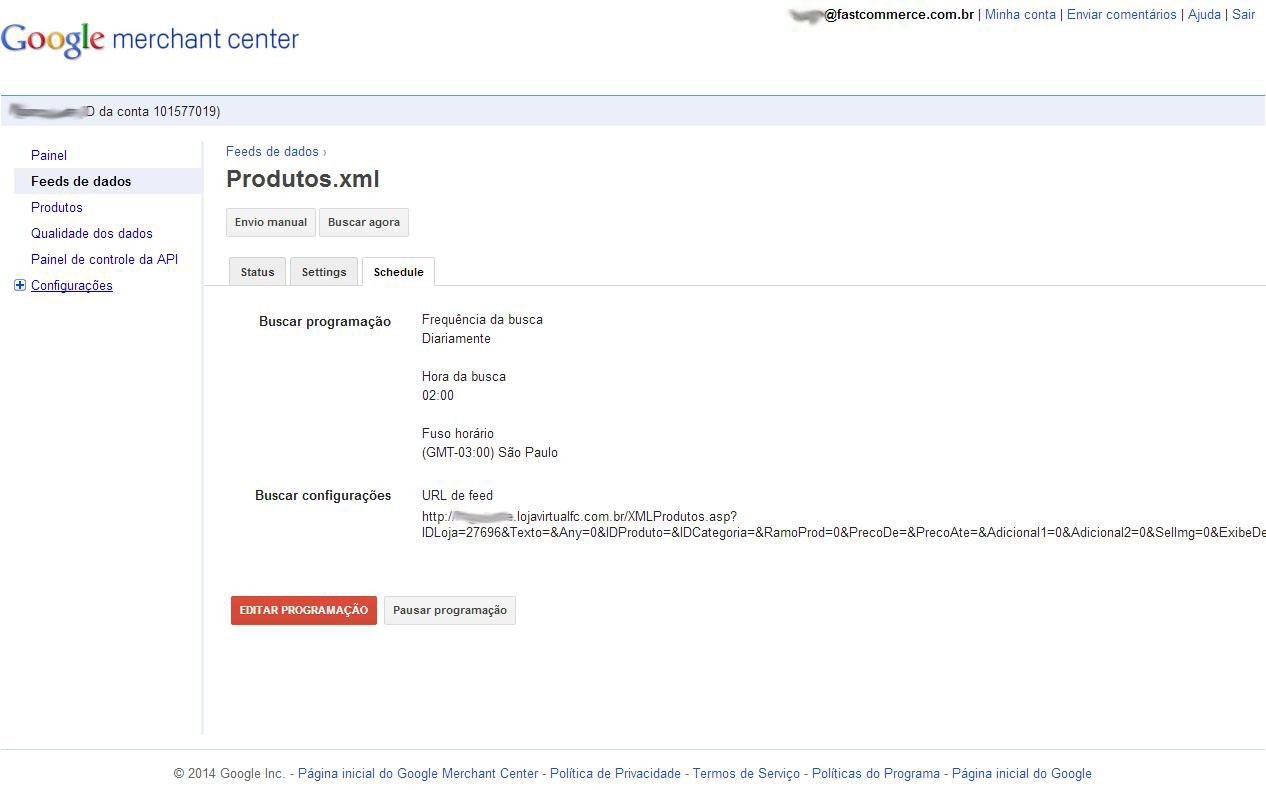 @fastcommerce.com.br | Minha conta | Enviar comentários | Ajuda | Sair
Google merchant center
D da conta 101577019)
Painel
Feeds de dados
Produtos
Qualidade dos dados
Painel de controle da API
Configurações
Feeds de dados ›
Produtos.xml
Envio manual Buscar agora
Status Settings Schedule
Buscar programação
Frequência da busca
Diariamente
Hora da busca
02:00
Fuso horário
(GMT-03:00) São Paulo
Buscar configurações
URL de feed
http://.lojavirtualfc.com.br/XMLProdutos.asp?
IDLoja=27696&Texto=&Any=0&IDProduto=&IDCategoria=&RamoProd=0&PrecoDe=&PrecoAte=&Adicional1=0&Adicional2=0&SelImg=0&ExibeDe
EDITAR PROGRAMAÇÃO Pausar programação
© 2014 Google Inc. - Página inicial do Google Merchant Center - Política de Privacidade - Termos de Serviço - Políticas do Programa - Página inicial do Google